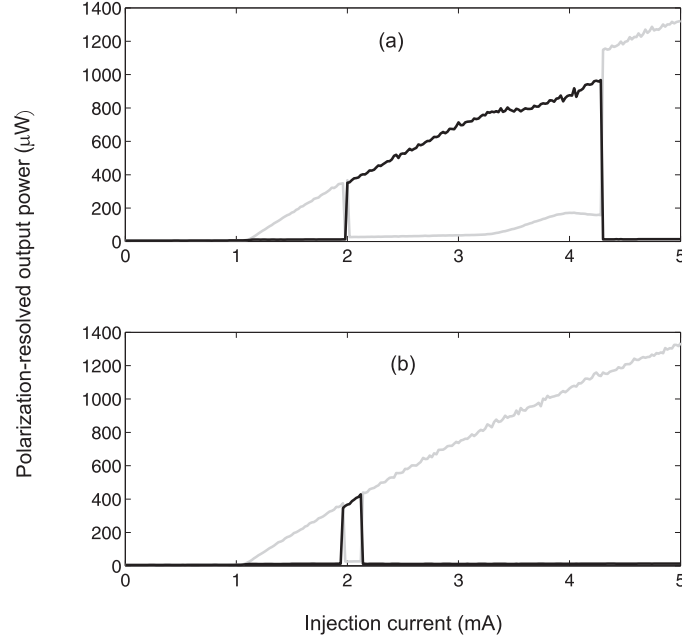 1400
(a)
1200
1000
800
600
400
200
0
0 1 2 3 4 5
Polarization-resolved output power (μW)
1400
(b)
1200
1000
800
600
400
200
0
0 1 2 3 4 5
Injection current (mA)